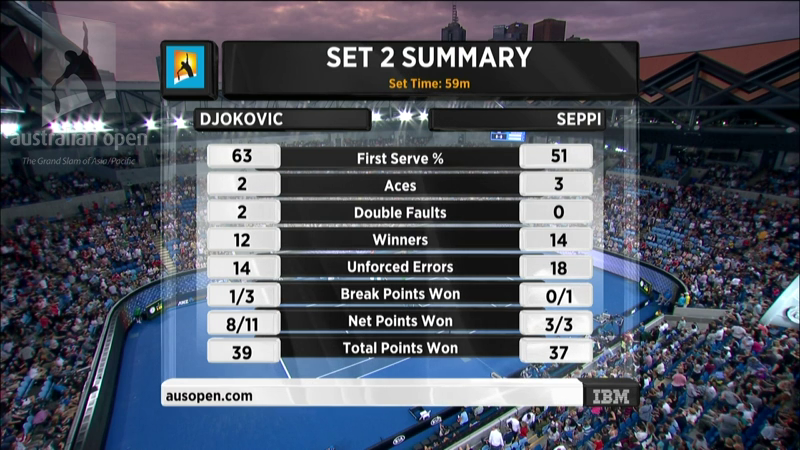 SET 2 SUMMARY
Set Time: 59m
DJOKOVIC SEPPI
australian open
The Grand Slam of Asia/Pacific
63 First Serve % 51
2 Aces 3
2 Double Faults 0
12 Winners 14
14 Unforced Errors 18
1/3 Break Points Won 0/1
8/11 Net Points Won 3/3
39 Total Points Won 37
ausopen.com IBM